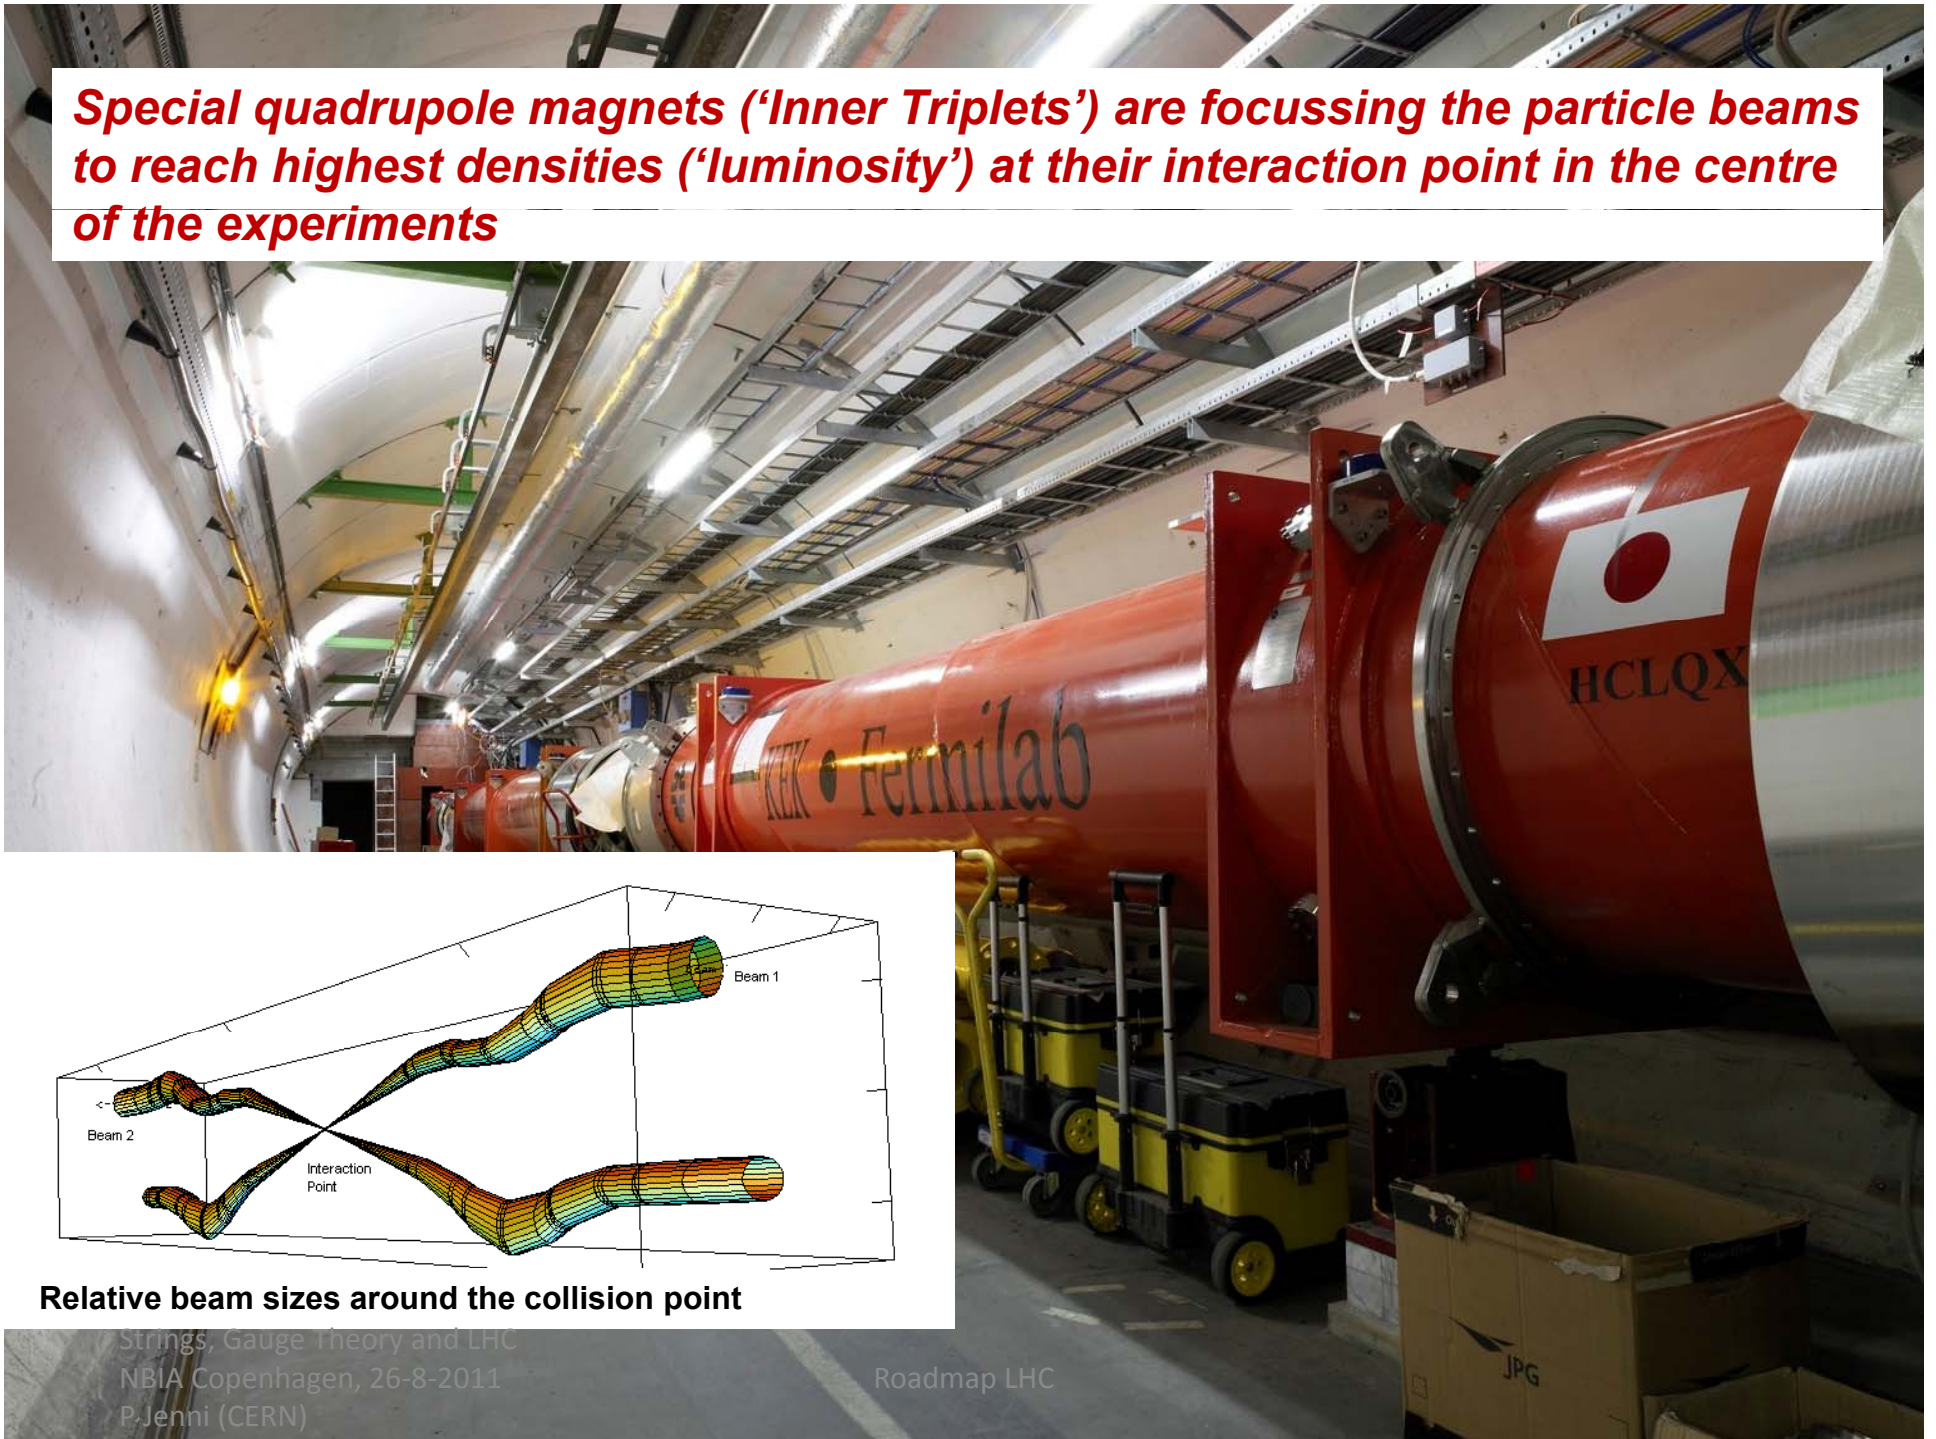 Special quadrupole magnets (‘Inner Triplets’) are focussing the particle beams
to reach highest densities (‘luminosity’) at their interaction point in the centre
of the experiments
HCLQX
KEK • Fermilab
Beam 1
Beam 2
Interaction
Point
Relative beam sizes around the collision point
Strings, Gauge Theory and LHC
NBIA Copenhagen, 26-8-2011
P Jenni (CERN)
Roadmap LHC
JPG